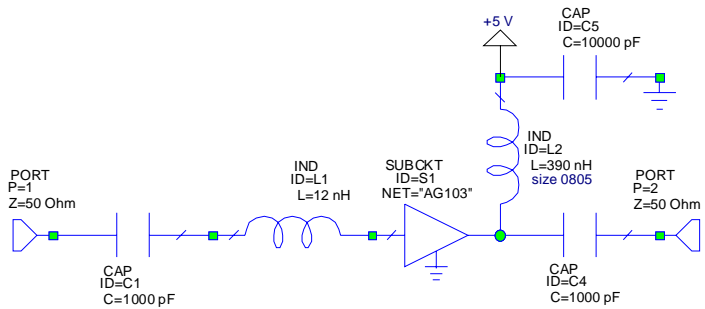 +5 V
CAP
ID=C5
C=10000 pF
IND
ID=L2
L=390 nH
size 0805
IND
ID=L1
L=12 nH
SUBCKT
ID=S1
NET="AG103"
PORT
P=1
Z=50 Ohm
PORT
P=2
Z=50 Ohm
CAP
ID=C1
C=1000 pF
CAP
ID=C4
C=1000 pF